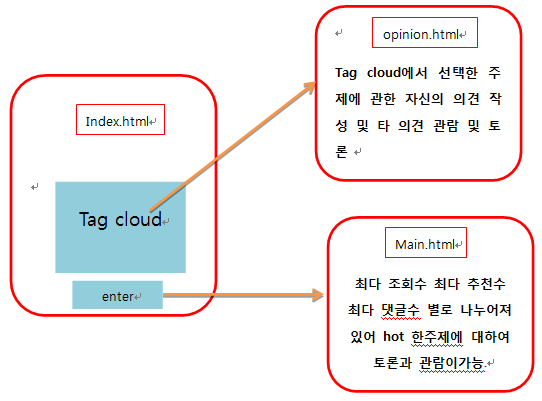 Index.html
Tag cloud
enter
opinion.html
Tag cloud에서 선택한 주
제에 관한 자신의 의견 작
성 및 타 의견 관람 및 토
론
Main.html
최다 조회수 최다 추천수
최다 댓글수 별로 나누어져
있어 hot 한주제에 대하여
토론과 관람이가능.